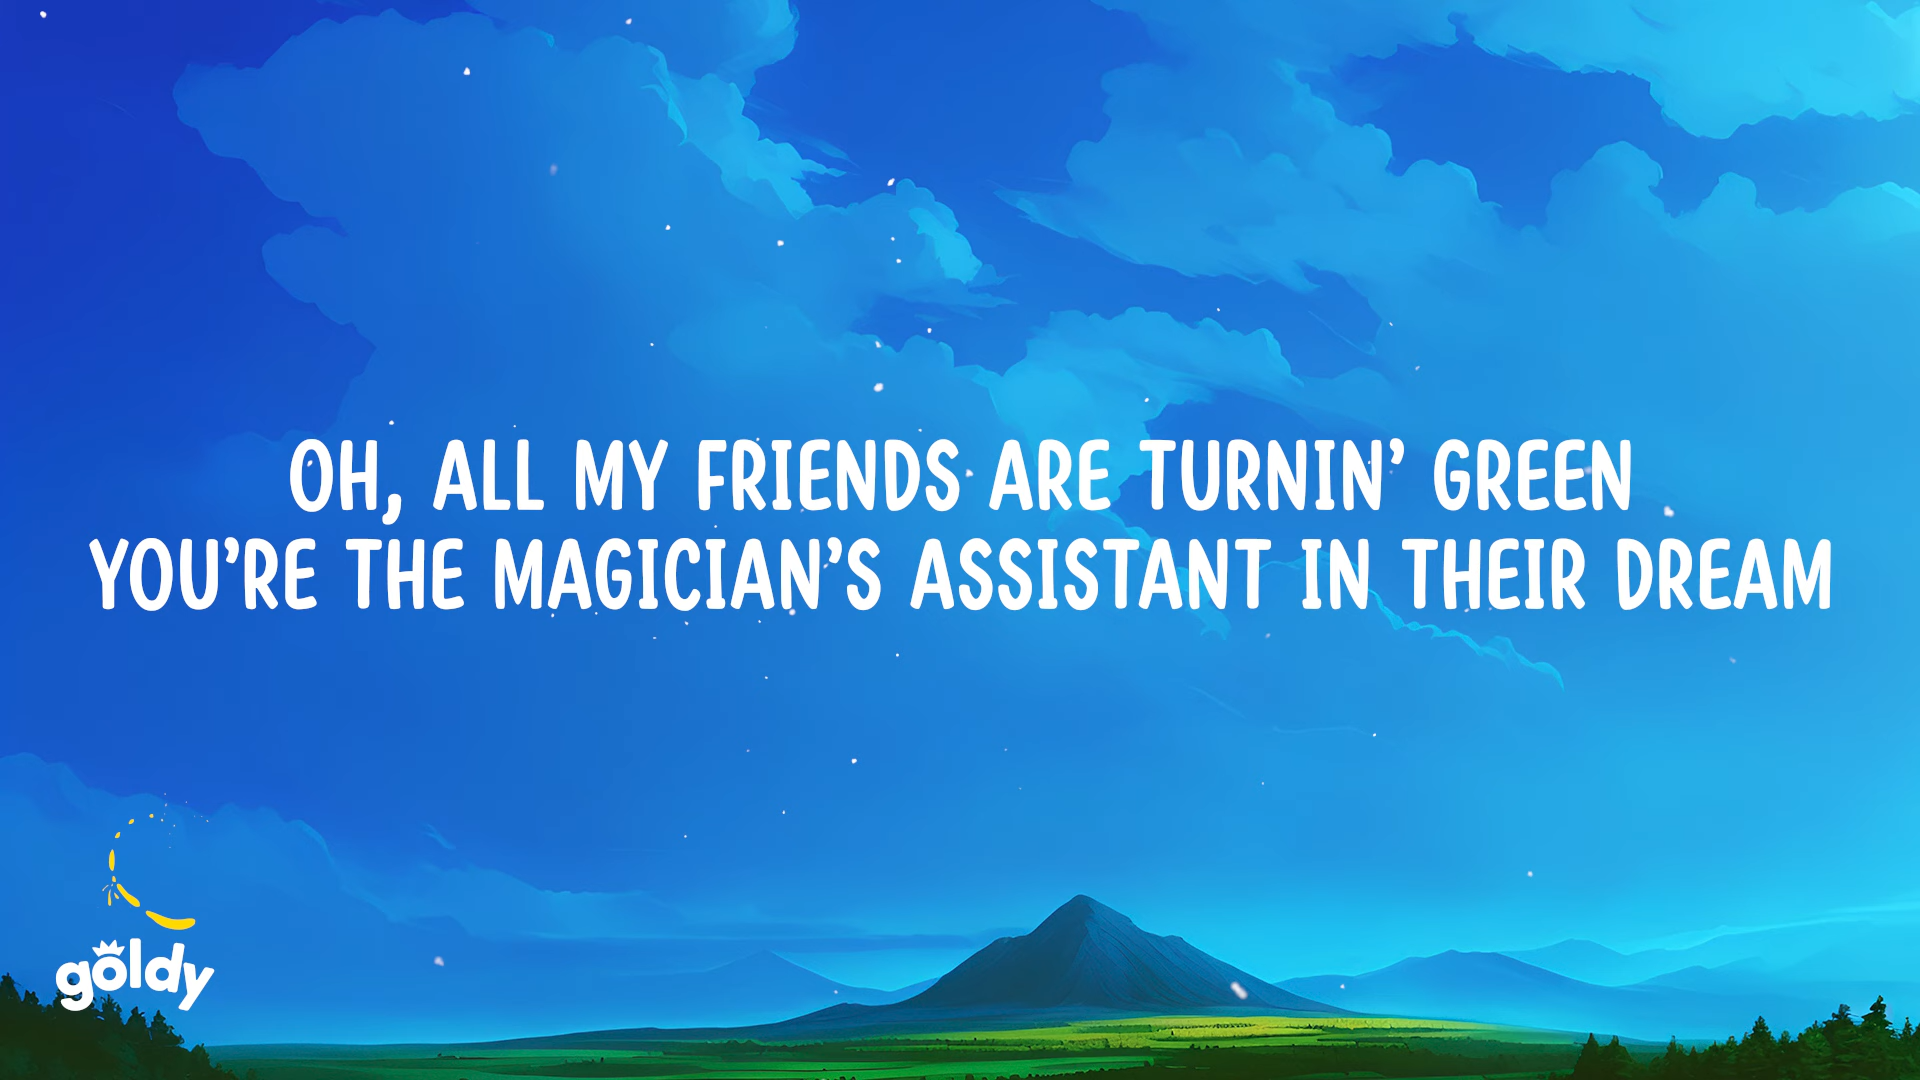 OH, ALL MY FRIENDS ARE TURNIN’ GREEN
YOU’RE THE MAGICIAN’S ASSISTANT IN THEIR DREAM
goldy